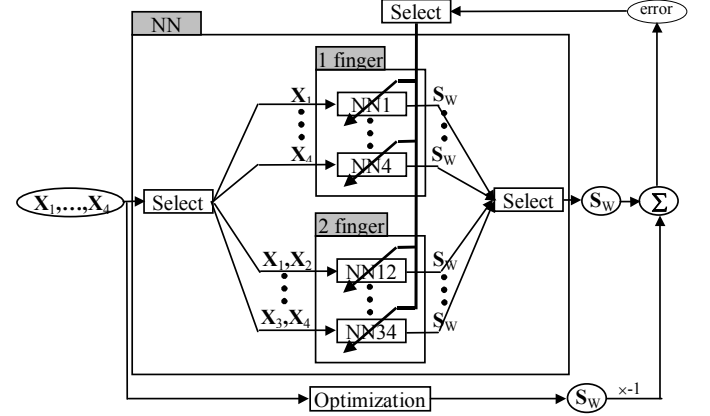 Select
error
NN
1 finger
X1
NN1
SW
X4
NN4
SW
X1,...,X4
Select
Select
SW
Σ
2 finger
X1,X2
NN12
SW
X3,X4
NN34
SW
Optimization
SW
×-1